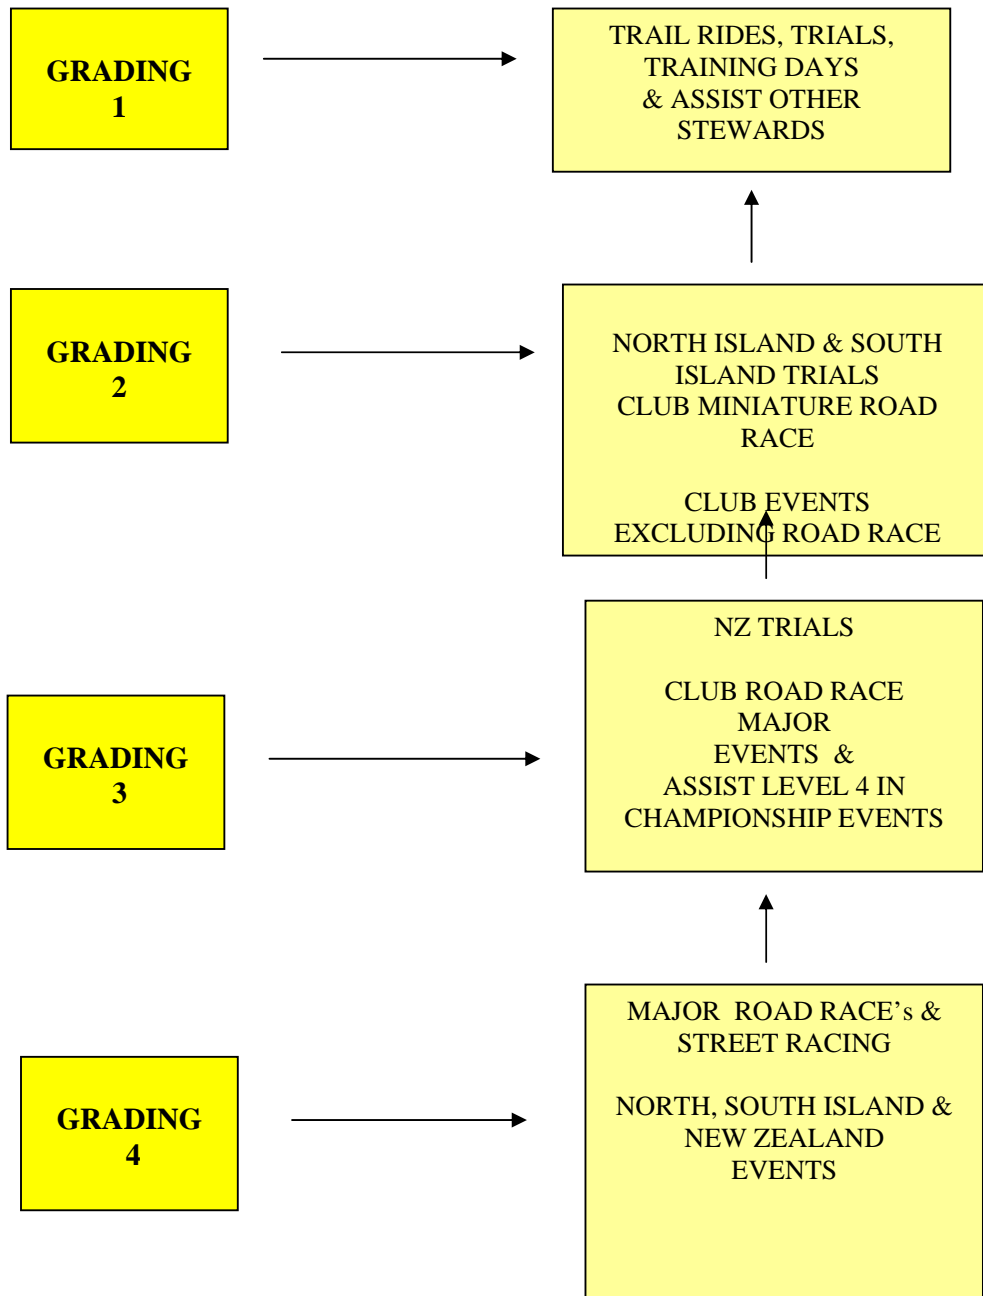 GRADING
1
TRAIL RIDES, TRIALS,
TRAINING DAYS
& ASSIST OTHER
STEWARDS
GRADING
2
NORTH ISLAND & SOUTH
ISLAND TRIALS
CLUB MINIATURE ROAD
RACE
CLUB EVENTS
EXCLUDING ROAD RACE
GRADING
3
NZ TRIALS
CLUB ROAD RACE
MAJOR
EVENTS &
ASSIST LEVEL 4 IN
CHAMPIONSHIP EVENTS
GRADING
4
MAJOR ROAD RACE's &
STREET RACING
NORTH, SOUTH ISLAND &
NEW ZEALAND
EVENTS